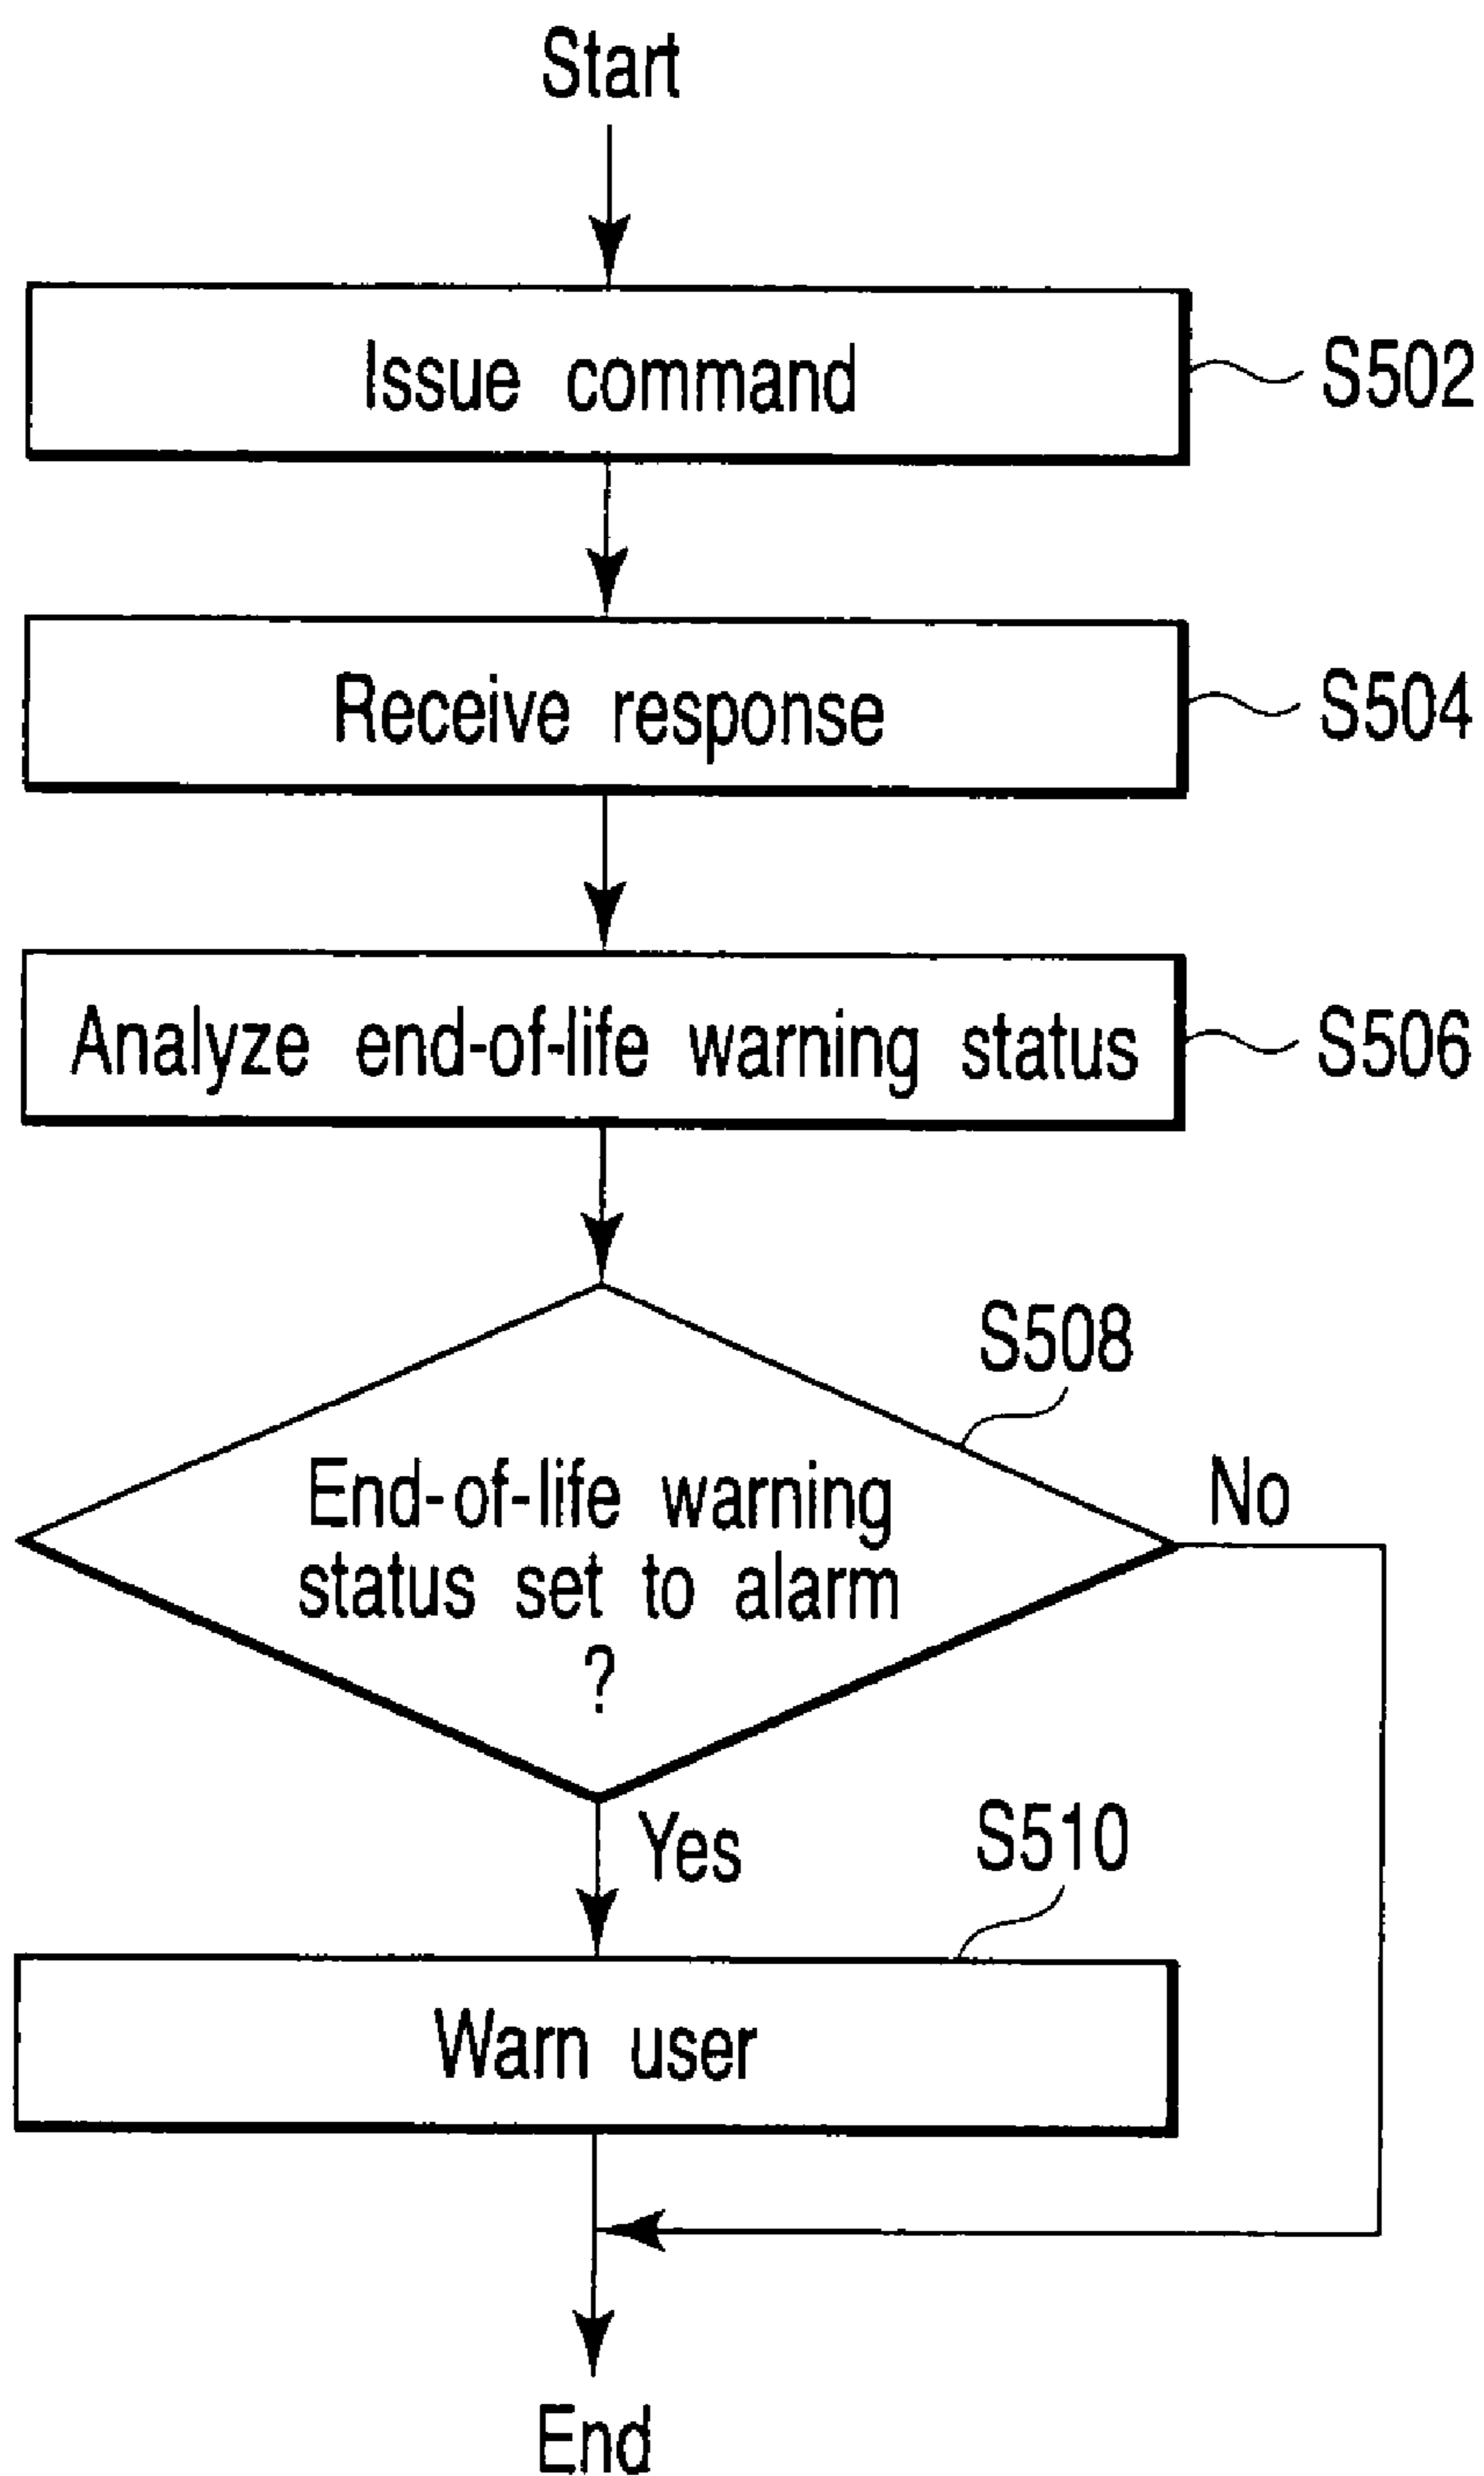 Start
Issue command
S502
Receive response
S504
Analyze end-of-life warning status
S506
S508
End-of-life warning
status set to alarm
?
No
Yes
S510
Warn user
End